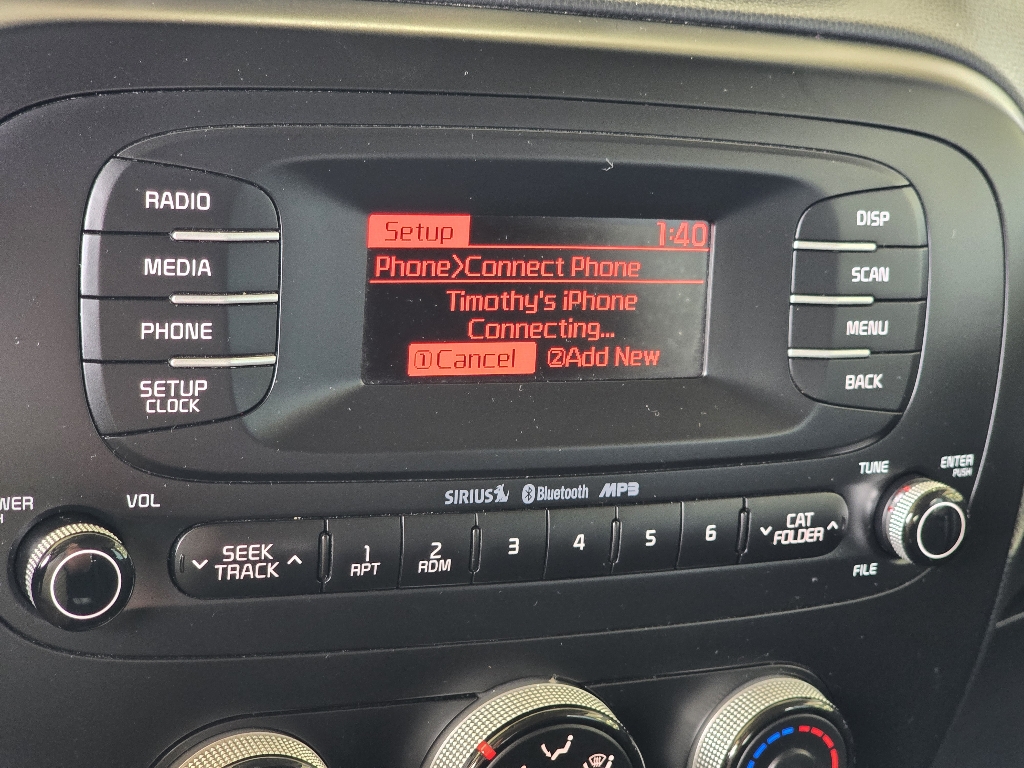 RADIO
MEDIA
PHONE
SETUP
CLOCK
Setup 1:40
Phone>Connect Phone
Timothy's iPhone
Connecting...
①Cancel ②Add New
DISP
SCAN
MENU
BACK
VOL
SIRIUS Bluetooth MP3
TUNE
ENTER
PUSH
SEEK
TRACK
1
RPT
2
RDM
3
4
5
6
CAT
FOLDER
FILE